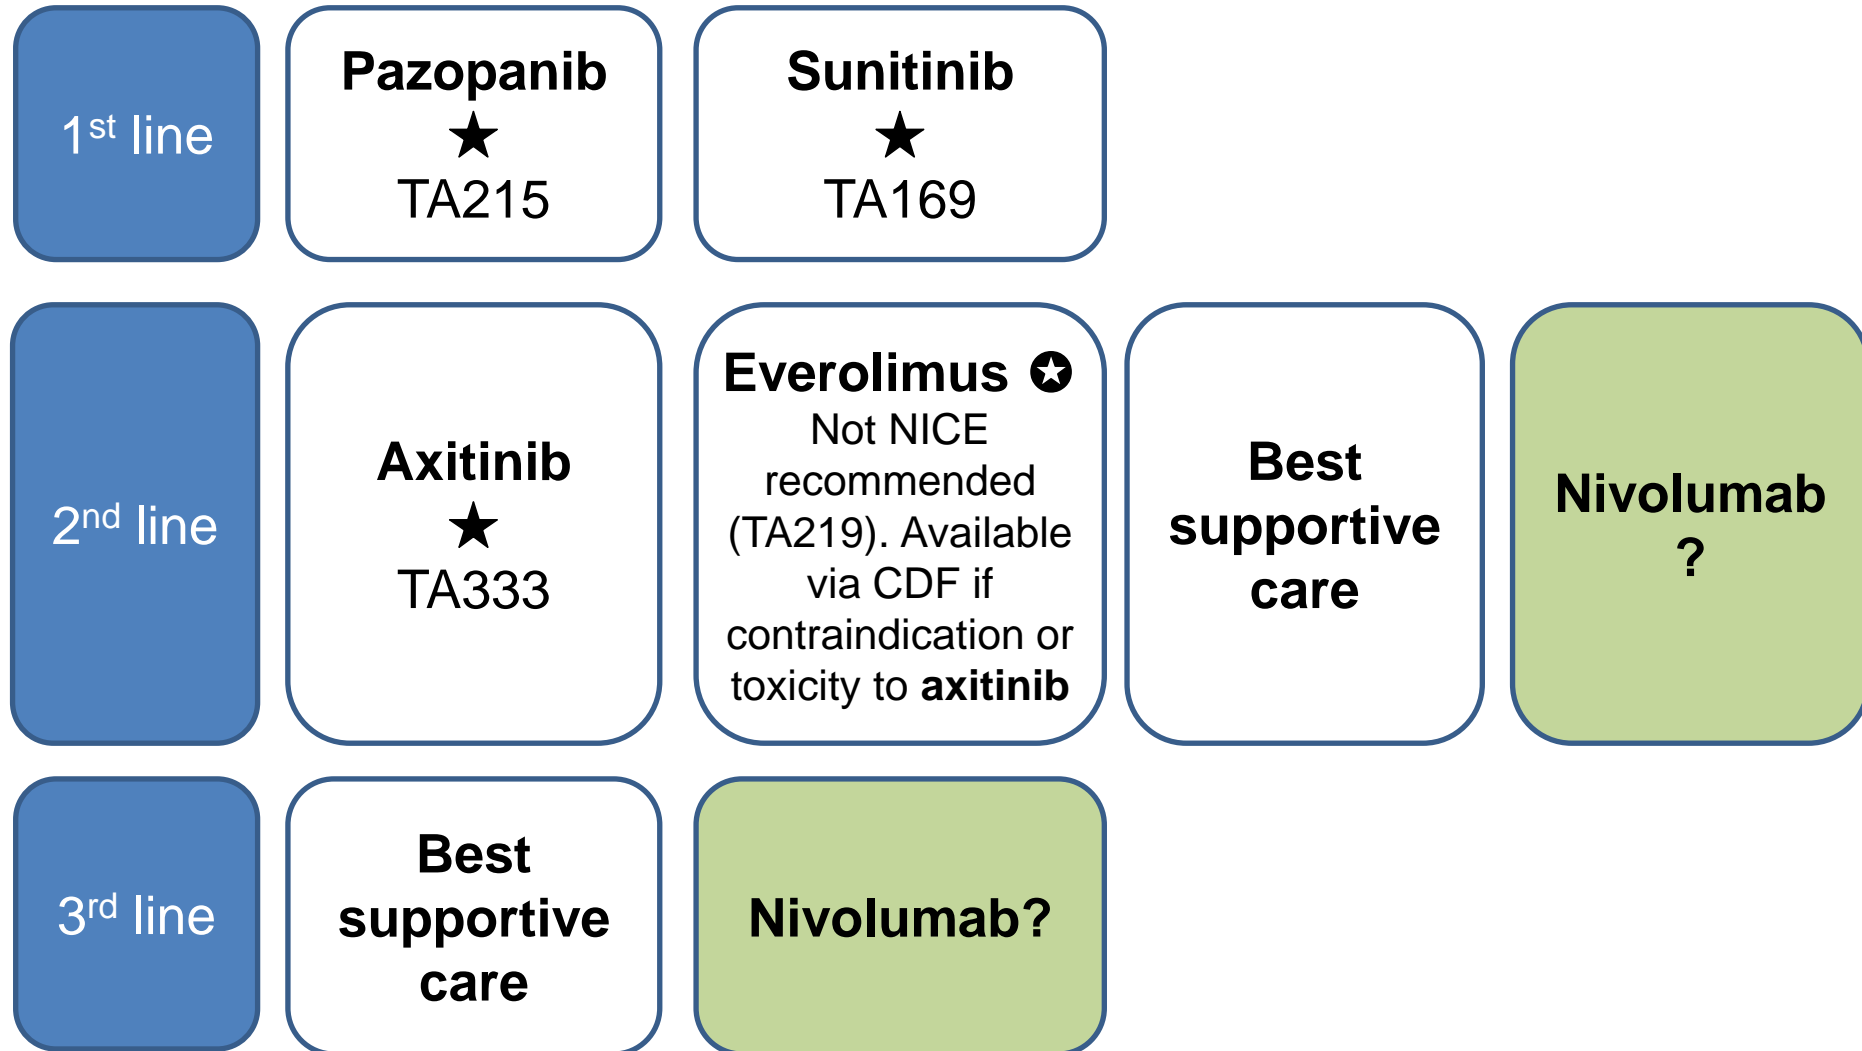 1st line
Pazopanib
★
TA215
Sunitinib
★
TA169
2nd line
Axitinib
★
TA333
Everolimus ✪
Not NICE
recommended
(TA219). Available
via CDF if
contraindication or
toxicity to axitinib
Best
supportive
care
Nivolumab
?
3rd line
Best
supportive
care
Nivolumab?